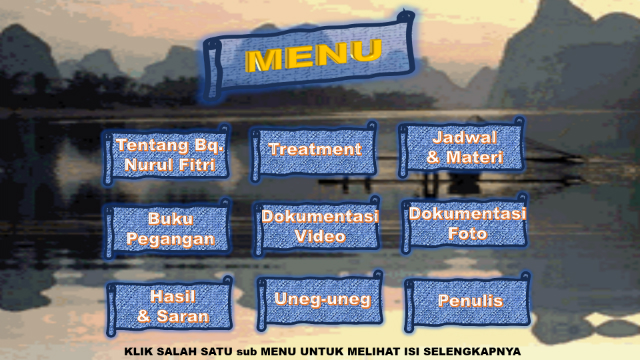 MENU
Tentang Bq.
Nurul Fitri
Treatment
Jadwal
& Materi
Buku
Pegangan
Dokumentasi
Video
Dokumentasi
Foto
Hasil
& Saran
Uneg-uneg
Penulis
KLIK SALAH SATU sub MENU UNTUK MELIHAT ISI SELENGKAPNYA